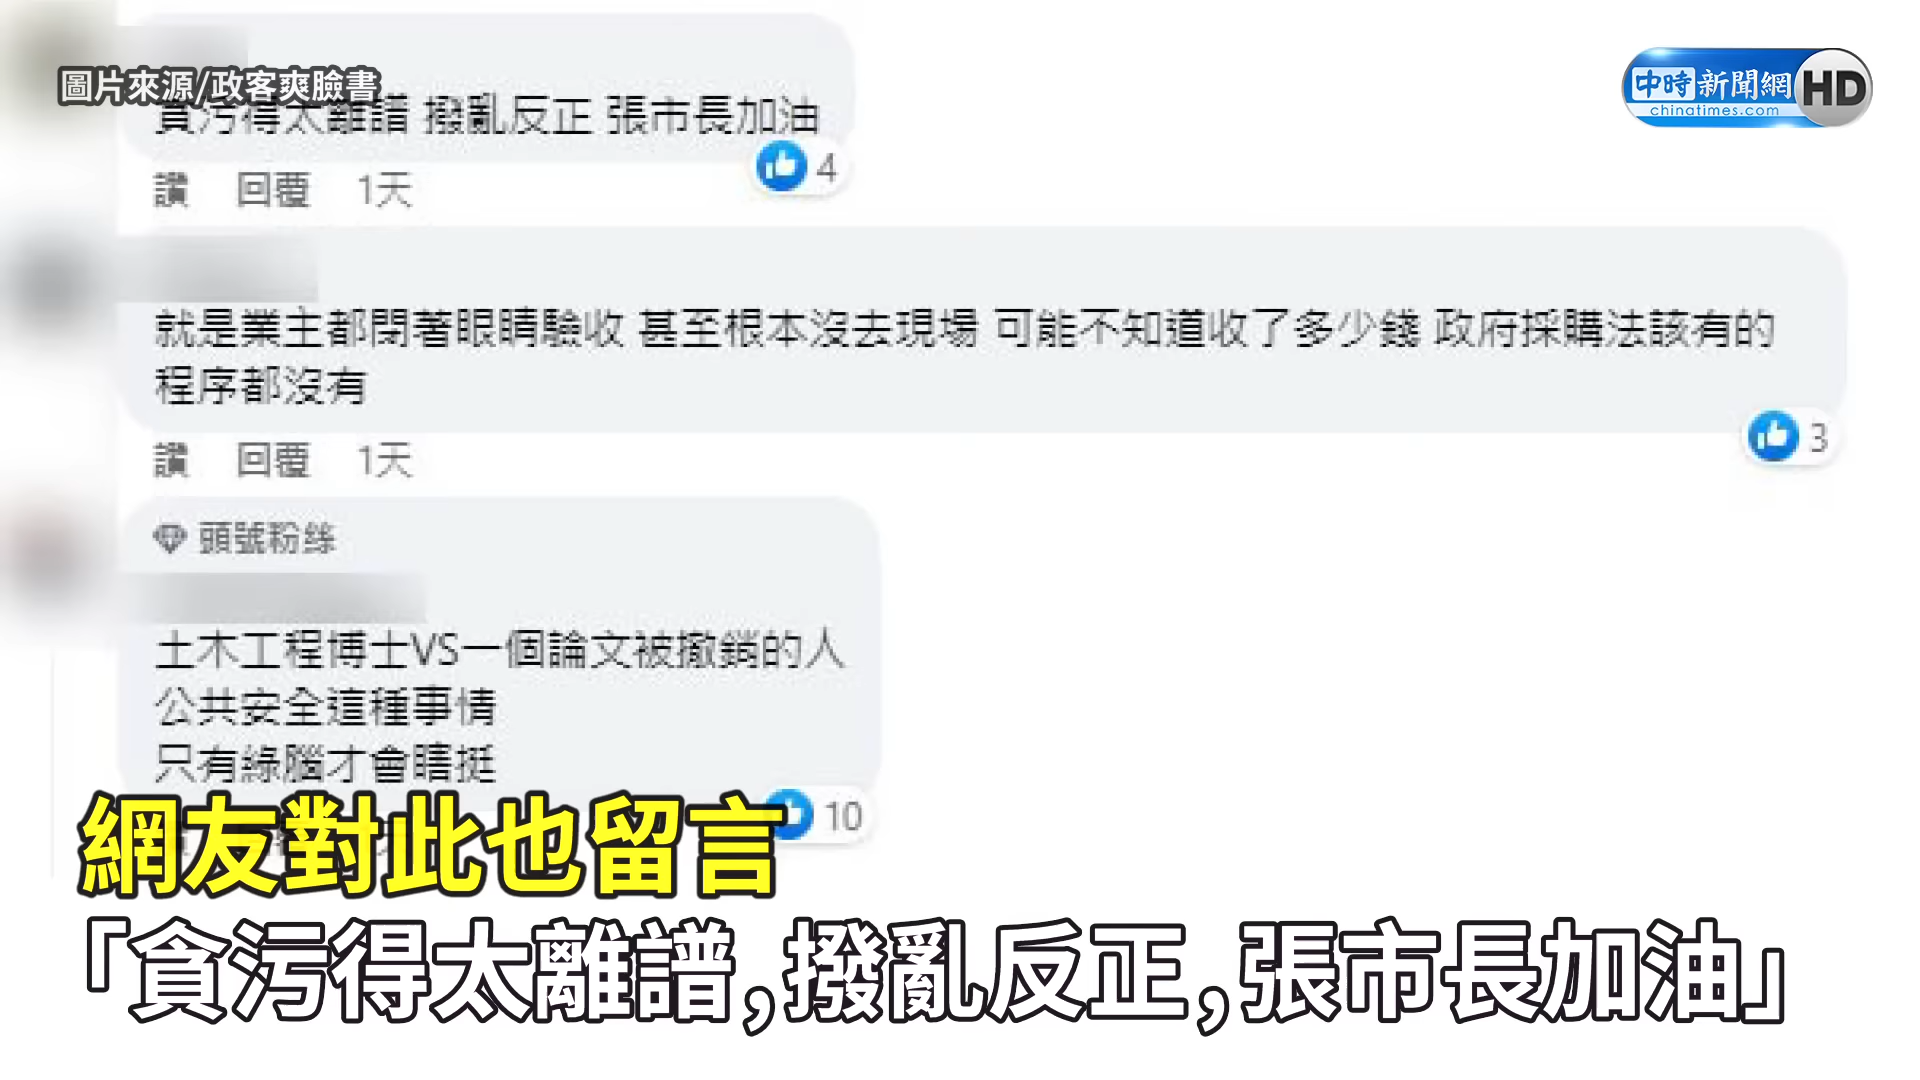 圖片來源/政客爽臉書
中時新聞網HD
chinatimes.com
貪污得太離譜 撥亂反正 張市長加油
4
讚 回覆 1天
就是業主都閉著眼睛驗收 甚至根本沒去現場 可能不知道收了多少錢 政府採購法該有的
程序都沒有
3
讚 回覆 1天
頭號粉絲
土木工程博士VS一個論文被撤銷的人
公共安全這種事情
只有綠腦才會瞎挺
10
網友對此也留言
「貪污得太離譜,撥亂反正,張市長加油」